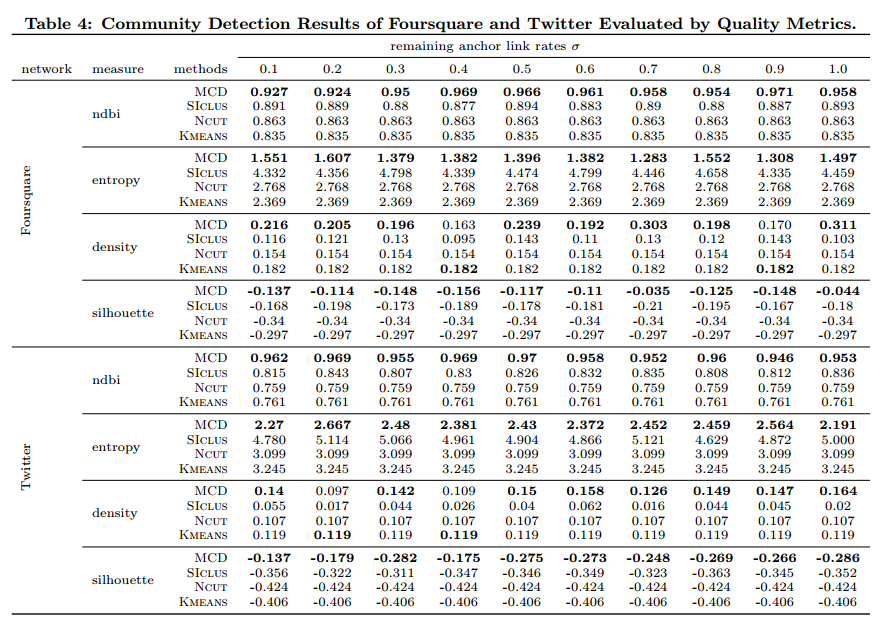 Table 4: Community Detection Results of Foursquare and Twitter Evaluated by Quality Metrics.
remaining anchor link rates σ
network measure methods 0.1 0.2 0.3 0.4 0.5 0.6 0.7 0.8 0.9 1.0
Foursquare
ndbi
MCD 0.927 0.924 0.95 0.969 0.966 0.961 0.958 0.954 0.971 0.958
SICLUS 0.891 0.889 0.88 0.877 0.894 0.883 0.89 0.88 0.887 0.893
NCUT 0.863 0.863 0.863 0.863 0.863 0.863 0.863 0.863 0.863 0.863
KMEANS 0.835 0.835 0.835 0.835 0.835 0.835 0.835 0.835 0.835 0.835
entropy
MCD 1.551 1.607 1.379 1.382 1.396 1.382 1.283 1.552 1.308 1.497
SICLUS 4.332 4.356 4.798 4.339 4.474 4.799 4.446 4.658 4.335 4.459
NCUT 2.768 2.768 2.768 2.768 2.768 2.768 2.768 2.768 2.768 2.768
KMEANS 2.369 2.369 2.369 2.369 2.369 2.369 2.369 2.369 2.369 2.369
density
MCD 0.216 0.205 0.196 0.163 0.239 0.192 0.303 0.198 0.170 0.311
SICLUS 0.116 0.121 0.13 0.095 0.143 0.11 0.13 0.12 0.143 0.103
NCUT 0.154 0.154 0.154 0.154 0.154 0.154 0.154 0.154 0.154 0.154
KMEANS 0.182 0.182 0.182 0.182 0.182 0.182 0.182 0.182 0.182 0.182
silhouette
MCD -0.137 -0.114 -0.148 -0.156 -0.117 -0.11 -0.035 -0.125 -0.148 -0.044
SICLUS -0.168 -0.198 -0.173 -0.189 -0.178 -0.181 -0.21 -0.195 -0.167 -0.18
NCUT -0.34 -0.34 -0.34 -0.34 -0.34 -0.34 -0.34 -0.34 -0.34 -0.34
KMEANS -0.297 -0.297 -0.297 -0.297 -0.297 -0.297 -0.297 -0.297 -0.297 -0.297
Twitter
ndbi
MCD 0.962 0.969 0.955 0.969 0.97 0.958 0.952 0.96 0.946 0.953
SICLUS 0.815 0.843 0.807 0.83 0.826 0.832 0.835 0.808 0.812 0.836
NCUT 0.759 0.759 0.759 0.759 0.759 0.759 0.759 0.759 0.759 0.759
KMEANS 0.761 0.761 0.761 0.761 0.761 0.761 0.761 0.761 0.761 0.761
entropy
MCD 2.27 2.667 2.48 2.381 2.43 2.372 2.452 2.459 2.564 2.191
SICLUS 4.780 5.114 5.066 4.961 4.904 4.866 5.121 4.629 4.872 5.000
NCUT 3.099 3.099 3.099 3.099 3.099 3.099 3.099 3.099 3.099 3.099
KMEANS 3.245 3.245 3.245 3.245 3.245 3.245 3.245 3.245 3.245 3.245
density
MCD 0.14 0.097 0.142 0.109 0.15 0.158 0.126 0.149 0.147 0.164
SICLUS 0.055 0.017 0.044 0.026 0.04 0.062 0.016 0.044 0.045 0.02
NCUT 0.107 0.107 0.107 0.107 0.107 0.107 0.107 0.107 0.107 0.107
KMEANS 0.119 0.119 0.119 0.119 0.119 0.119 0.119 0.119 0.119 0.119
silhouette
MCD -0.137 -0.179 -0.282 -0.175 -0.275 -0.273 -0.248 -0.269 -0.266 -0.286
SICLUS -0.356 -0.322 -0.311 -0.347 -0.346 -0.349 -0.323 -0.363 -0.345 -0.352
NCUT -0.424 -0.424 -0.424 -0.424 -0.424 -0.424 -0.424 -0.424 -0.424 -0.424
KMEANS -0.406 -0.406 -0.406 -0.406 -0.406 -0.406 -0.406 -0.406 -0.406 -0.406